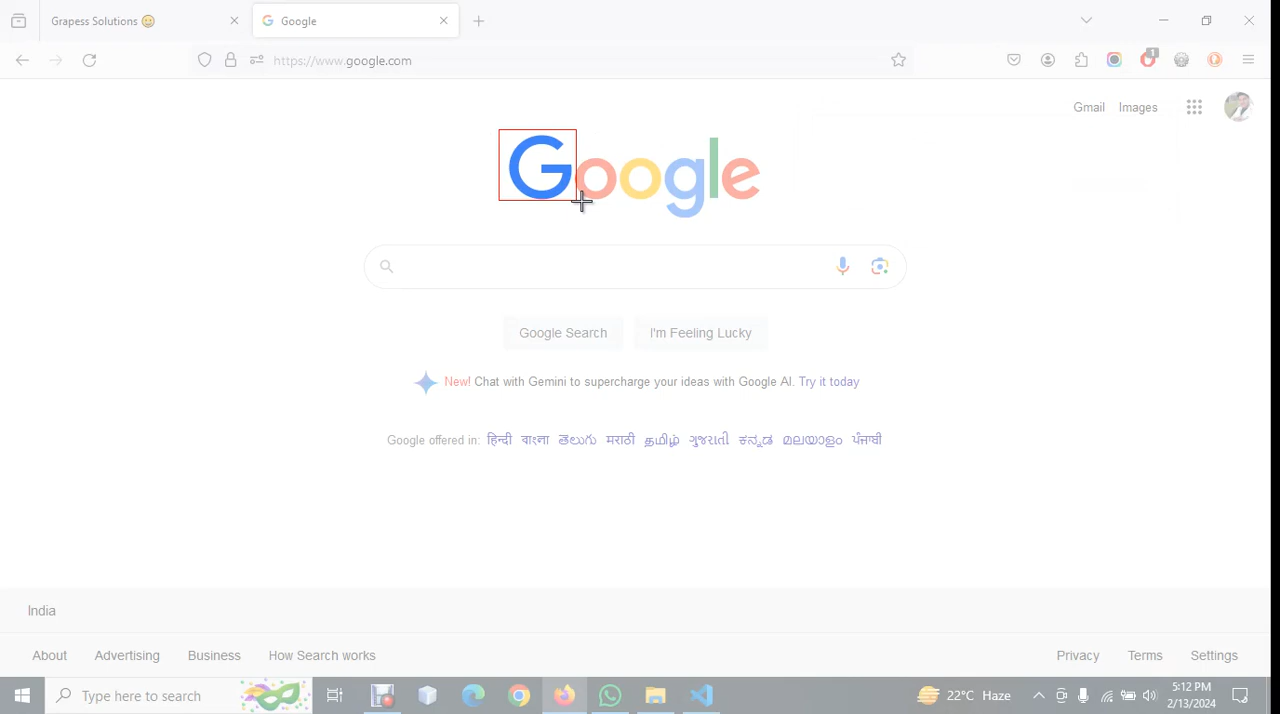 Grapess Solutions 😊
Google
https://www.google.com
1
Gmail Images
Google
Google Search I'm Feeling Lucky
New! Chat with Gemini to supercharge your ideas with Google AI. Try it today
Google offered in: हिन्दी বাংলা తెలుగు मराठी தமிழ் ગુજરાતી ಕನ್ನಡ മലയാളം ਪੰਜਾਬੀ
India
About Advertising Business How Search works Privacy Terms Settings
Type here to search 22°C Haze 5:12 PM
2/13/2024